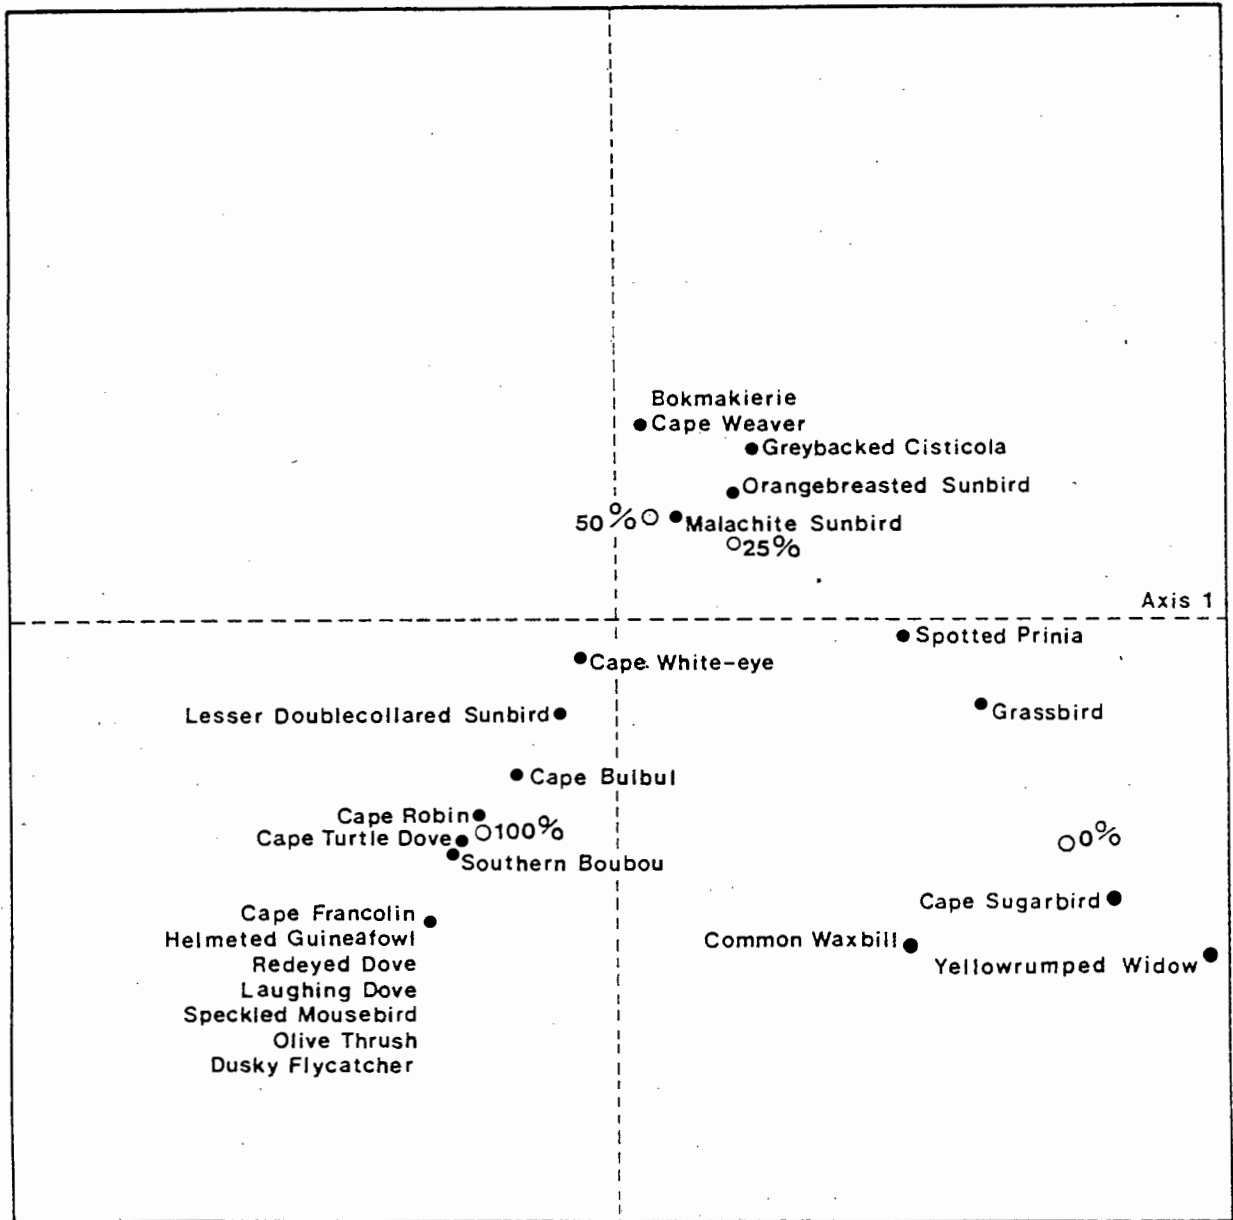 Bokmakierie
Cape Weaver
Greybacked Cisticola
Orangebreasted Sunbird
50%
Malachite Sunbird
25%
Axis 1
Spotted Prinia
Cape White-eye
Grassbird
Lesser Doublecollared Sunbird
Cape Bulbul
Cape Robin
100%
Cape Turtle Dove
0%
Southern Boubou
Cape Sugarbird
Cape Francolin
Helmeted Guineafowl
Common Waxbill
Redeyed Dove
Yellowrumped Widow
Laughing Dove
Speckled Mousebird
Olive Thrush
Dusky Flycatcher